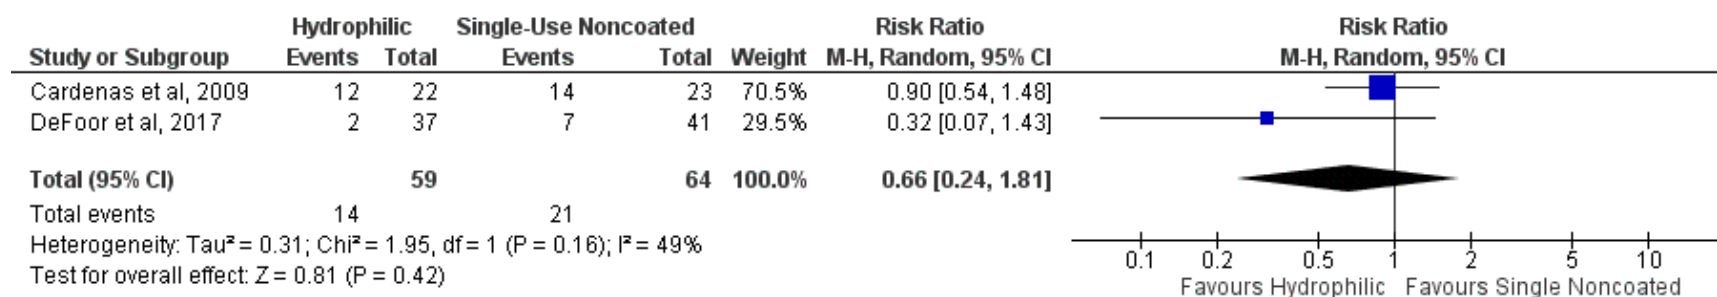 Hydrophilic Single-Use Noncoated Risk Ratio Risk Ratio
Study or Subgroup Events Total Events Total Weight M-H, Random, 95% CI M-H, Random, 95% CI
Cardenas et al, 2009 12 22 14 23 70.5% 0.90 [0.54, 1.48]
DeFoor et al, 2017 2 37 7 41 29.5% 0.32 [0.07, 1.43]
Total (95% CI) 59 64 100.0% 0.66 [0.24, 1.81]
Total events 14 21
Heterogeneity: Tau² = 0.31; Chi² = 1.95, df = 1 (P = 0.16); I² = 49%
Test for overall effect: Z = 0.81 (P = 0.42)
0.1 0.2 0.5 1 2 5 10
Favours Hydrophilic Favours Single Noncoated